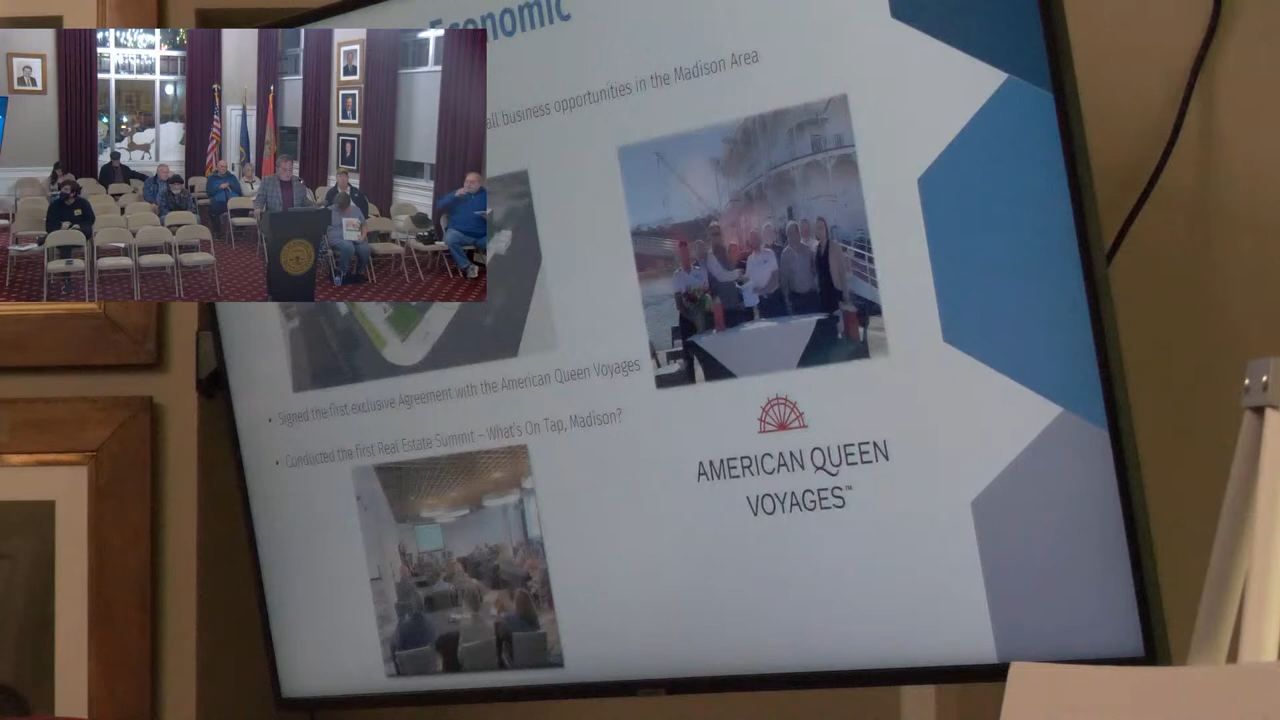 Economic
all business opportunities in the Madison Area
• Signed the first exclusive Agreement with the American Queen Voyages
• Conducted the first Real Estate Summit – What's On Tap, Madison?
AMERICAN QUEEN
VOYAGES™